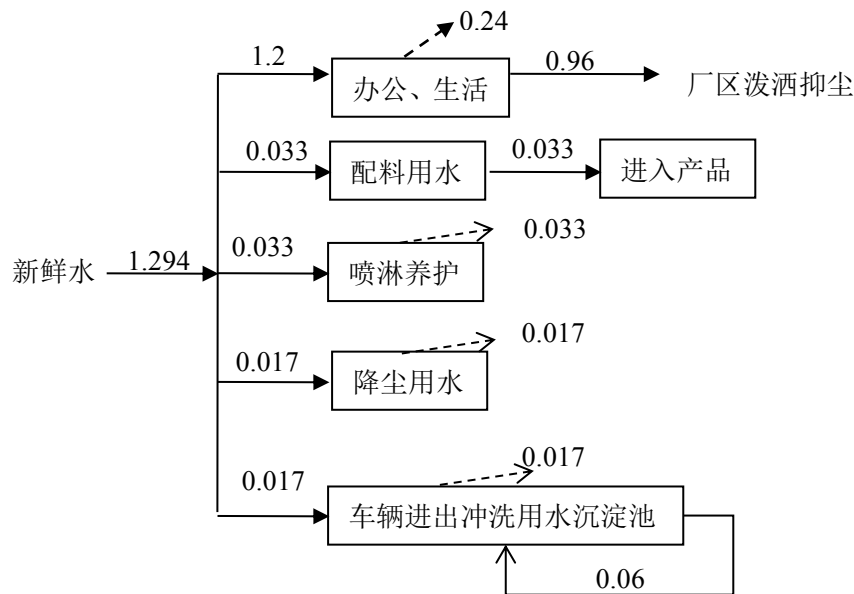 0.24
1.2
办公、生活
0.96
厂区泼洒抑尘
0.033
配料用水
0.033
进入产品
新鲜水
1.294
0.033
喷淋养护
0.033
0.017
降尘用水
0.017
0.017
车辆进出冲洗用水沉淀池
0.017
0.06